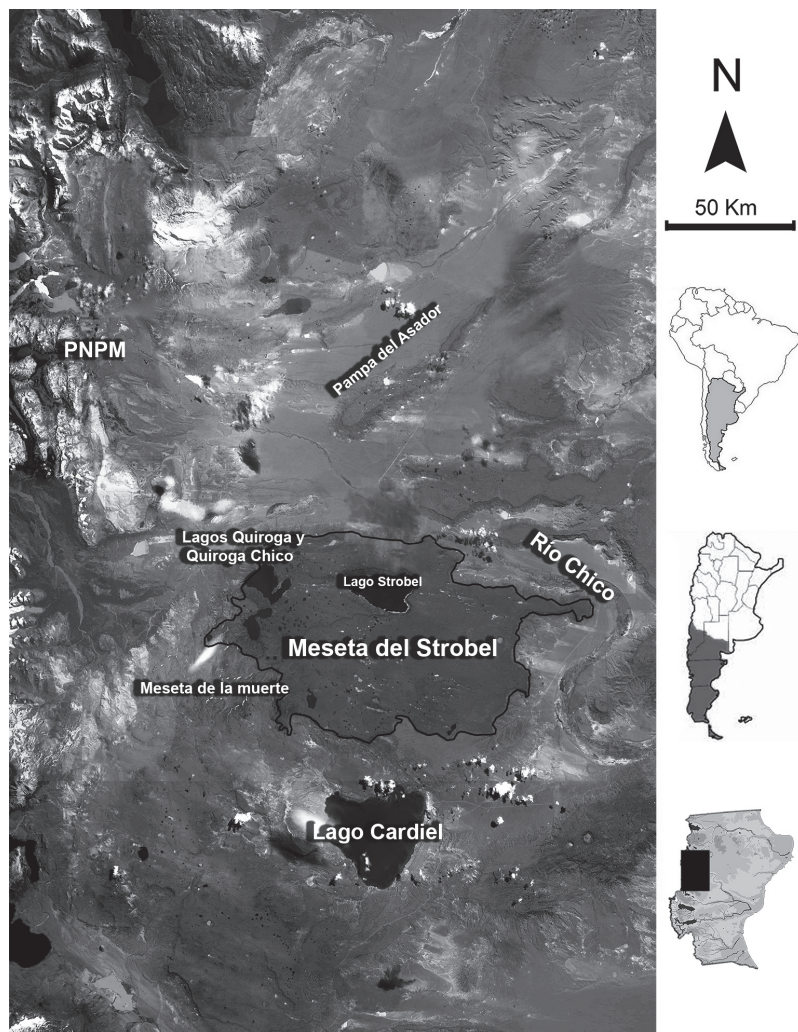 N
50 Km
Pampa del Asador
PNPM
Lagos Quiroga y
Quiroga Chico
Río Chico
Lago Strobel
Meseta del Strobel
Meseta de la muerte
Lago Cardiel